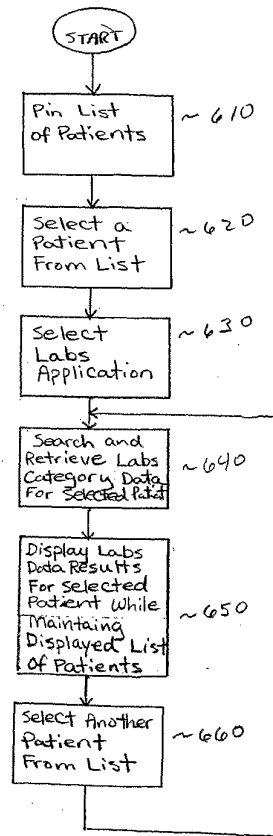 START
Pin List
of Patients
~610
Select a
Patient
From List
~620
Select
Labs
Application
~630
Search and
Retrieve Labs
Category Data
For Selected Patient
~640
Display Labs
Data Results
For Selected
Patient While
Maintaing
Displayed List
Of Patients
~650
Select Another
Patient
From List
~660